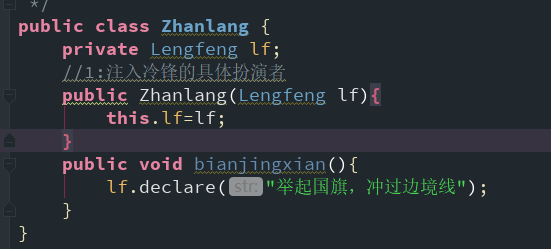 */
public class Zhanlang {
private Lengfeng lf;
//1:注入冷锋的具体扮演者
public Zhanlang(Lengfeng lf){
this.lf=lf;
}
public void bianjingxian(){
lf.declare( str: "举起国旗，冲过边境线");
}
}